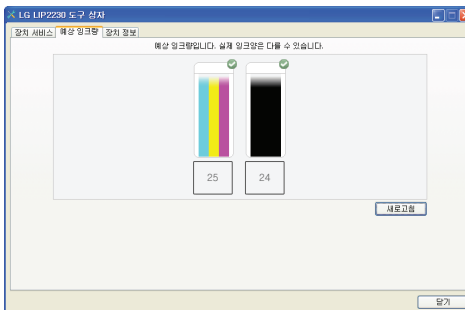 LG LIP2230 도구 상자
장치 서비스 예상 잉크량 장치 정보
예상 잉크량입니다. 실제 잉크양은 다를 수 있습니다.
25 24
새로고침
닫기